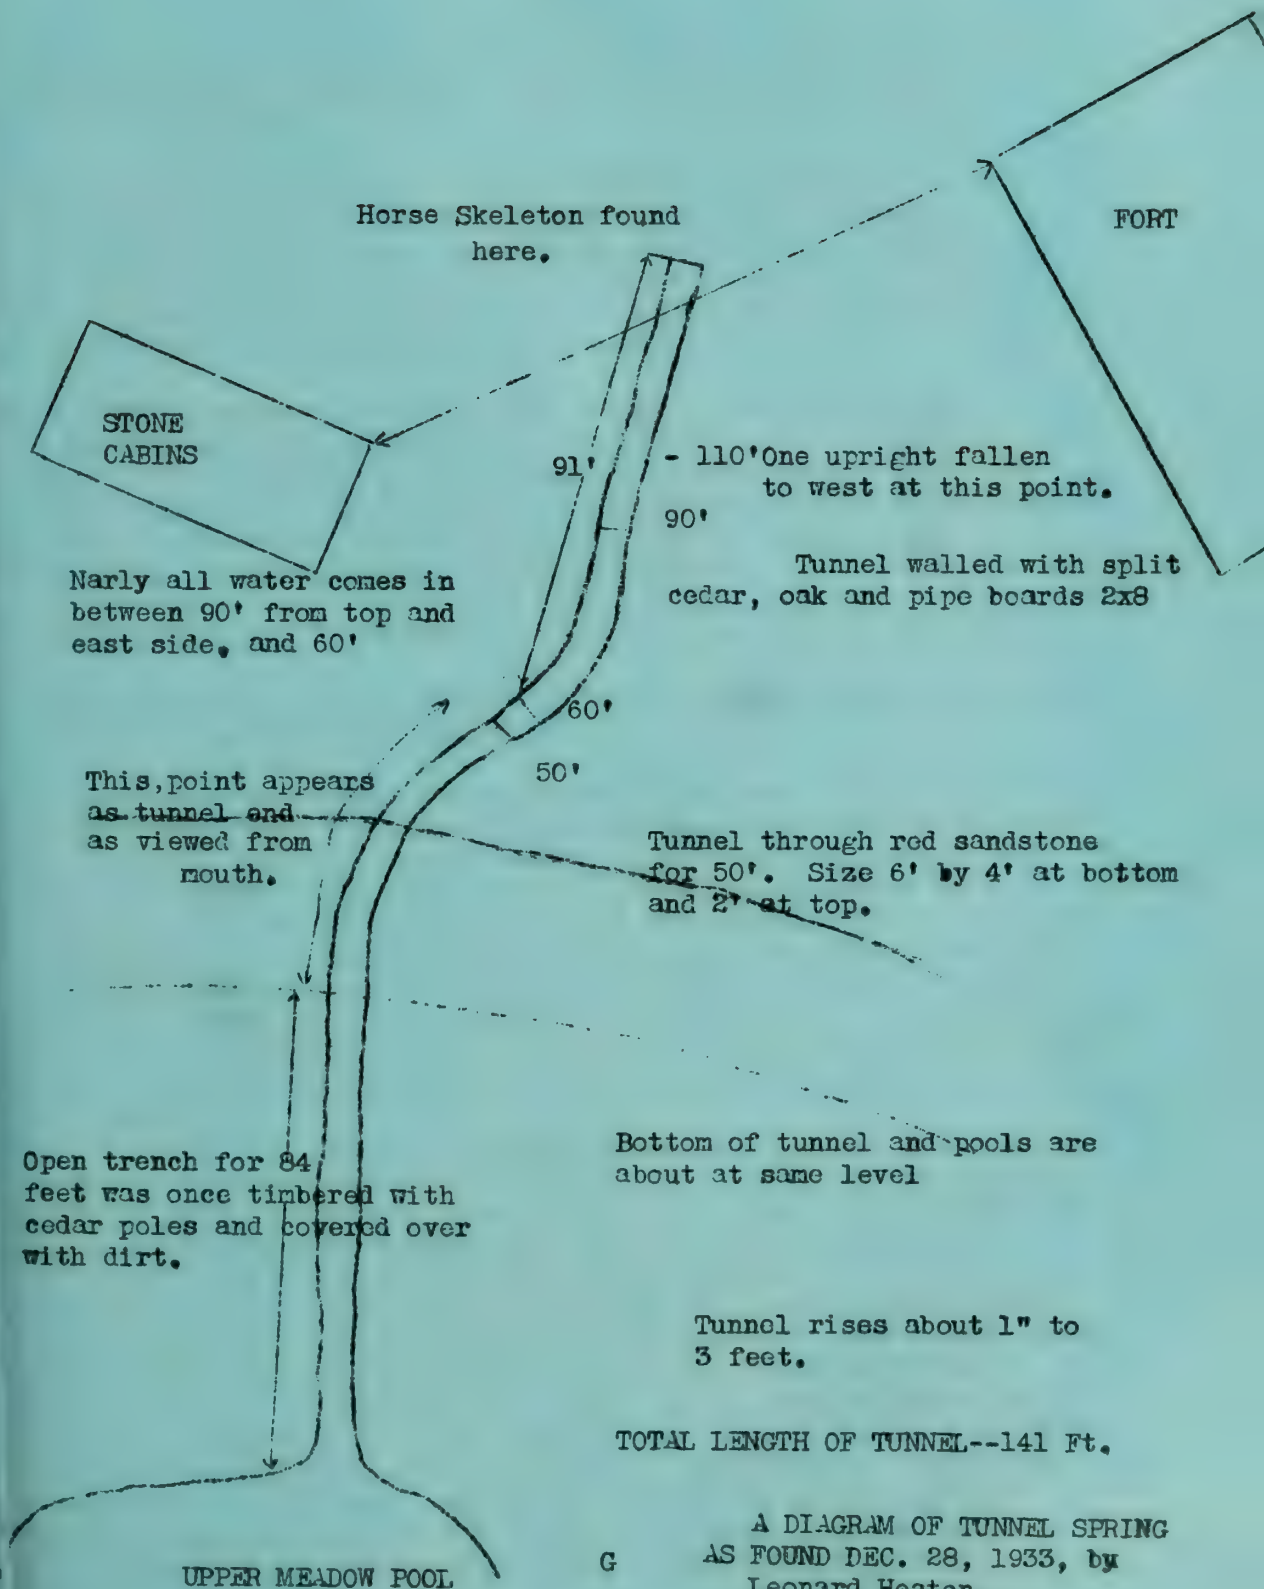 Horse Skeleton found
here.
FORT
STONE
CABINS
91'
- 110'One upright fallen
to west at this point.
90'
Tunnel walled with split
cedar, oak and pipe boards 2x8
Narly all water comes in
between 90' from top and
east side. and 60'
60'
50'
This,point appears
as tunnel end
as viewed from
mouth.
Tunnel through red sandstone
for 50'. Size 6' by 4' at bottom
and 2' at top.
Open trench for 84
feet was once timbered with
cedar poles and covered over
with dirt.
Bottom of tunnel and pools are
about at same level
Tunnel rises about 1" to
3 feet.
TOTAL LENGTH OF TUNNEL--141 Ft.
A DIAGRAM OF TUNNEL SPRING
AS FOUND DEC. 28, 1933, by
Leonard Heaton
UPPER MEADOW POOL
G